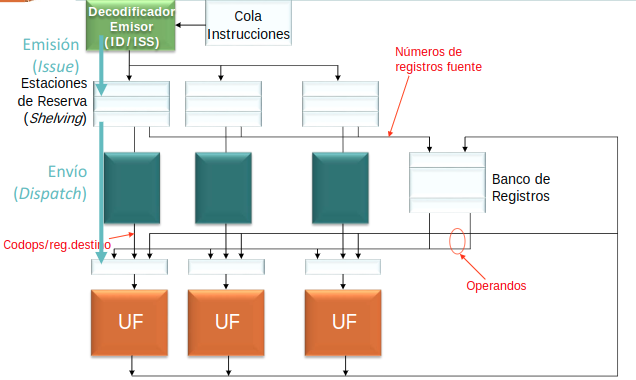 Decodificador
Emisor
(ID/ISS)
Cola
Instrucciones
Emisión
(Issue)
Números de
registros fuente
Estaciones
de Reserva
(Shelving)
Envío
(Dispatch)
Banco de
Registros
Codops/reg.destino
Operandos
UF
UF
UF